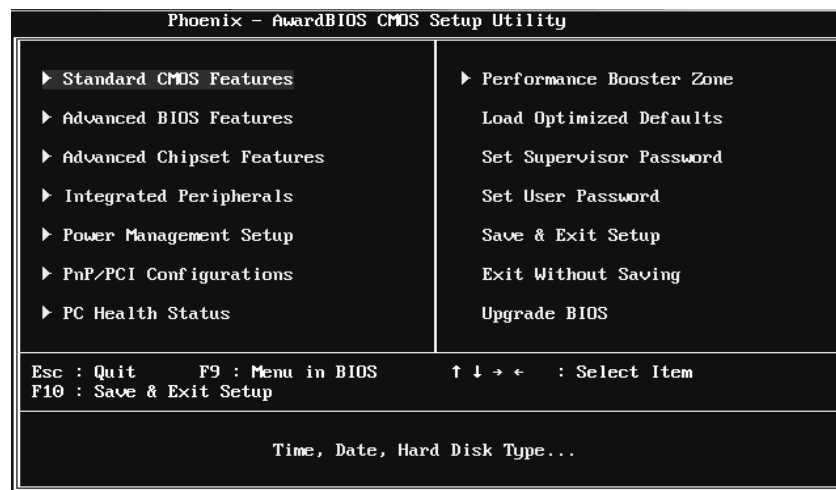 Phoenix - AwardBIOS CMOS Setup Utility
▶ Standard CMOS Features
▶ Advanced BIOS Features
▶ Advanced Chipset Features
▶ Integrated Peripherals
▶ Power Management Setup
▶ PnP/PCI Configurations
▶ PC Health Status
▶ Performance Booster Zone
Load Optimized Defaults
Set Supervisor Password
Set User Password
Save & Exit Setup
Exit Without Saving
Upgrade BIOS
Esc : Quit F9 : Menu in BIOS ↑ ↓ → ← : Select Item
F10 : Save & Exit Setup
Time, Date, Hard Disk Type...